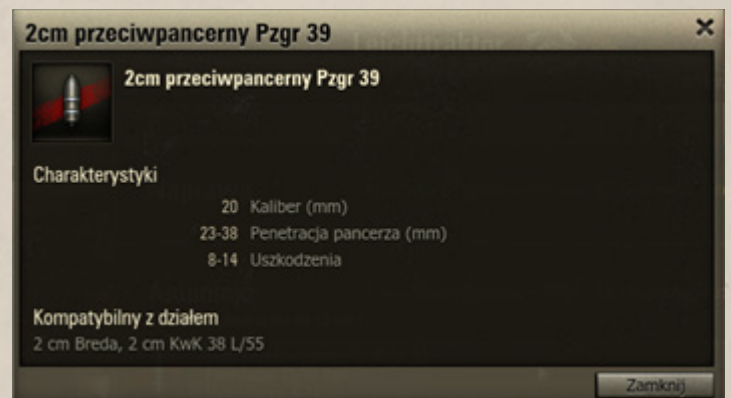 2cm przeciwpancerny Pzgr 39
2cm przeciwpancerny Pzgr 39
Charakterystyki
20 Kaliber (mm)
23-38 Penetracja pancerza (mm)
8-14 Uszkodzenia
Kompatybilny z działem
2 cm Breda, 2 cm KwK 38 L/55
Zamknij